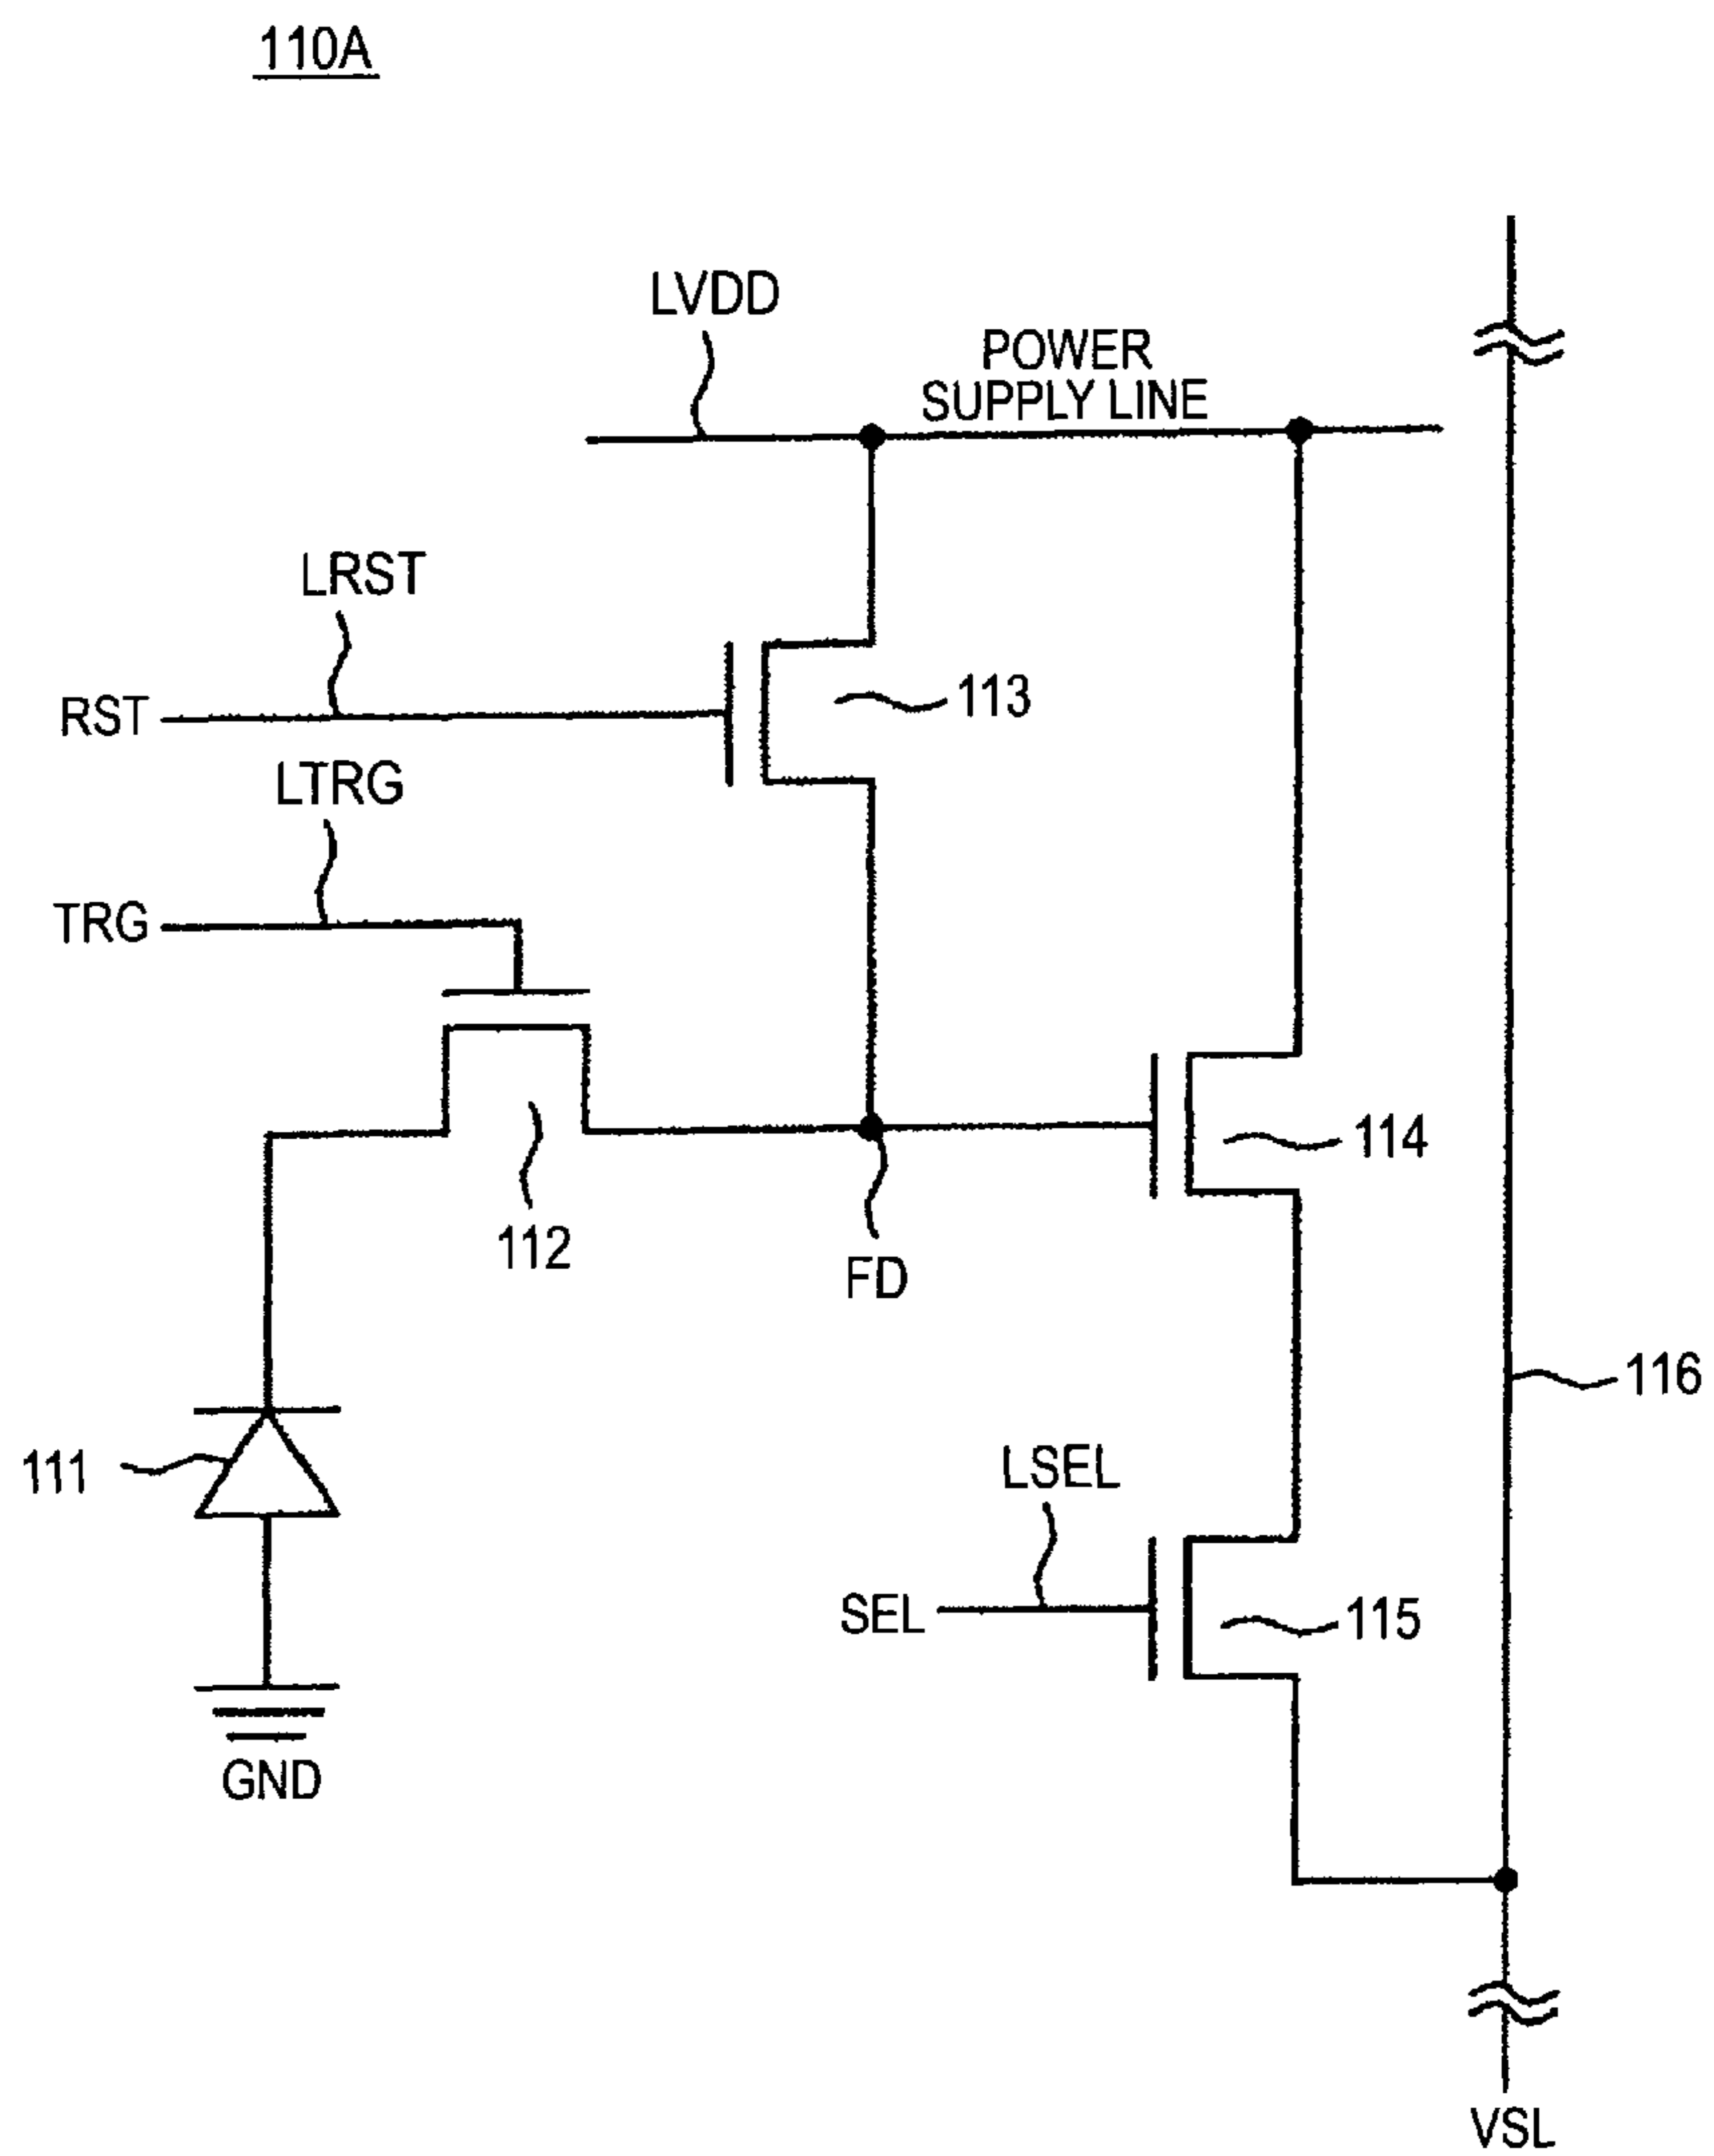 110A
LVDD
POWER
SUPPLY LINE
LRST
RST
113
LTRG
TRG
114
112
FD
116
111
LSEL
SEL
115
GND
VSL